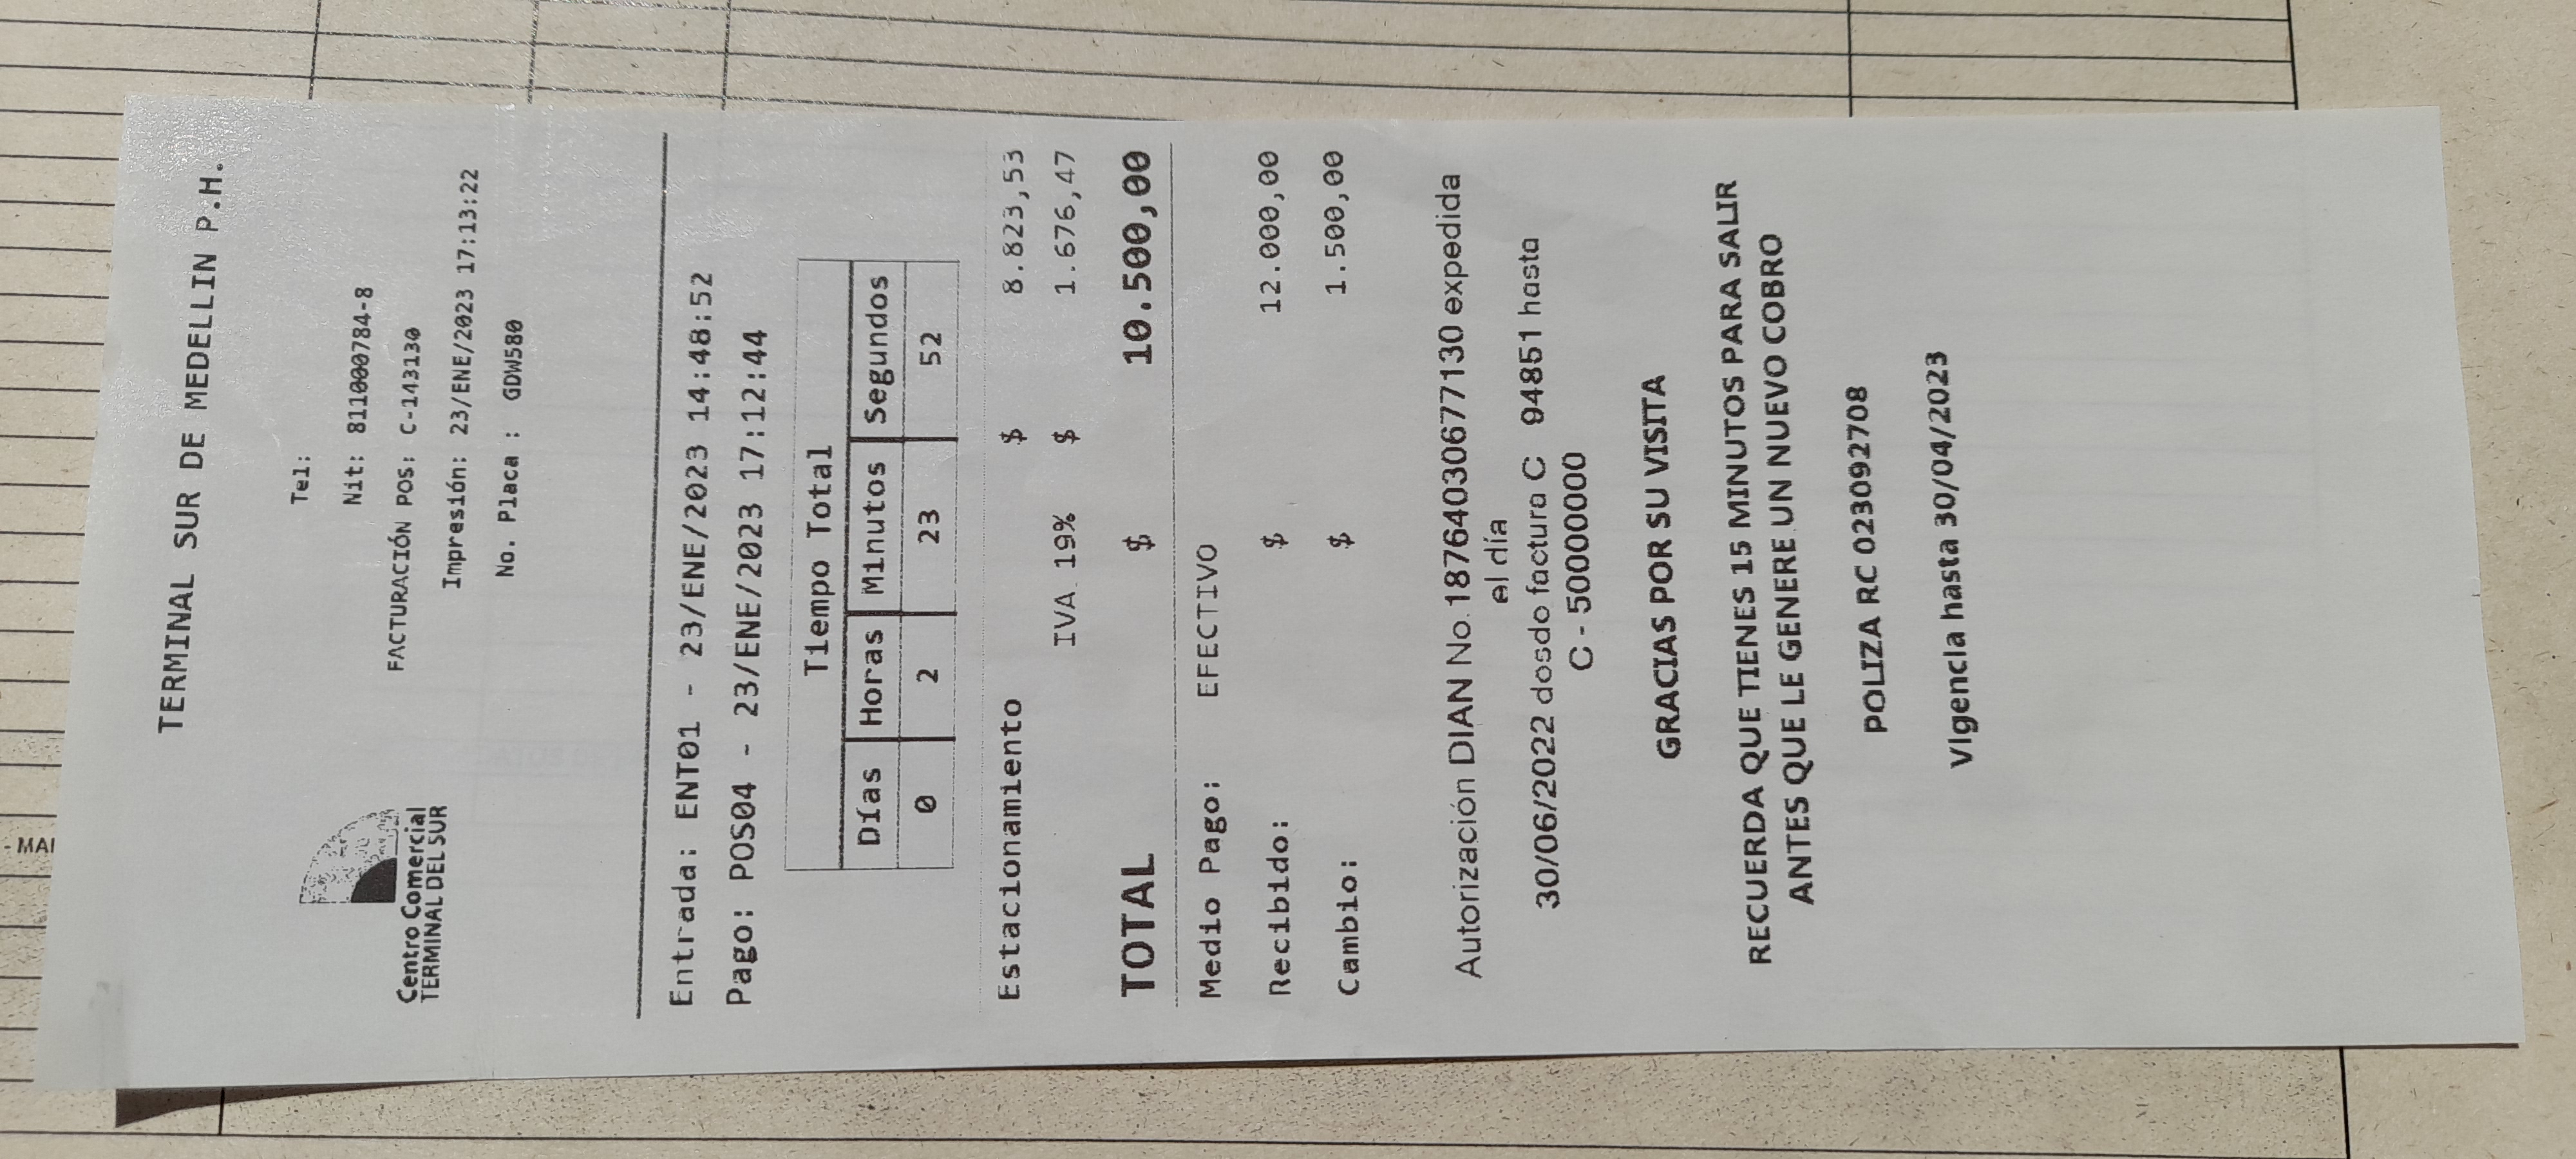 TERMINAL SUR DE MEDELLIN P.H.
Centro Comercial
TERMINAL DEL SUR
Tel:
Nit: 811000784-8
FACTURACIÓN POS: C-143130
Impresión: 23/ENE/2023 17:13:22
No. Placa : GDW580
Entrada: ENT01 - 23/ENE/2023 14:48:52
Pago: POS04 - 23/ENE/2023 17:12:44
Tiempo Total
Días Horas Minutos Segundos
0 2 23 52
Estacionamiento $ 8.823,53
IVA 19% $ 1.676,47
TOTAL $ 10.500,00
Medio Pago: EFECTIVO
Recibido: $ 12.000,00
Cambio: $ 1.500,00
Autorización DIAN No. 18764030677130 expedida
el día
30/06/2022 dosdo factura C 94851 hasta
C - 50000000
GRACIAS POR SU VISITA
RECUERDA QUE TIENES 15 MINUTOS PARA SALIR
ANTES QUE LE GENERE UN NUEVO COBRO
POLIZA RC 023092708
VIgencIa hasta 30/04/2023